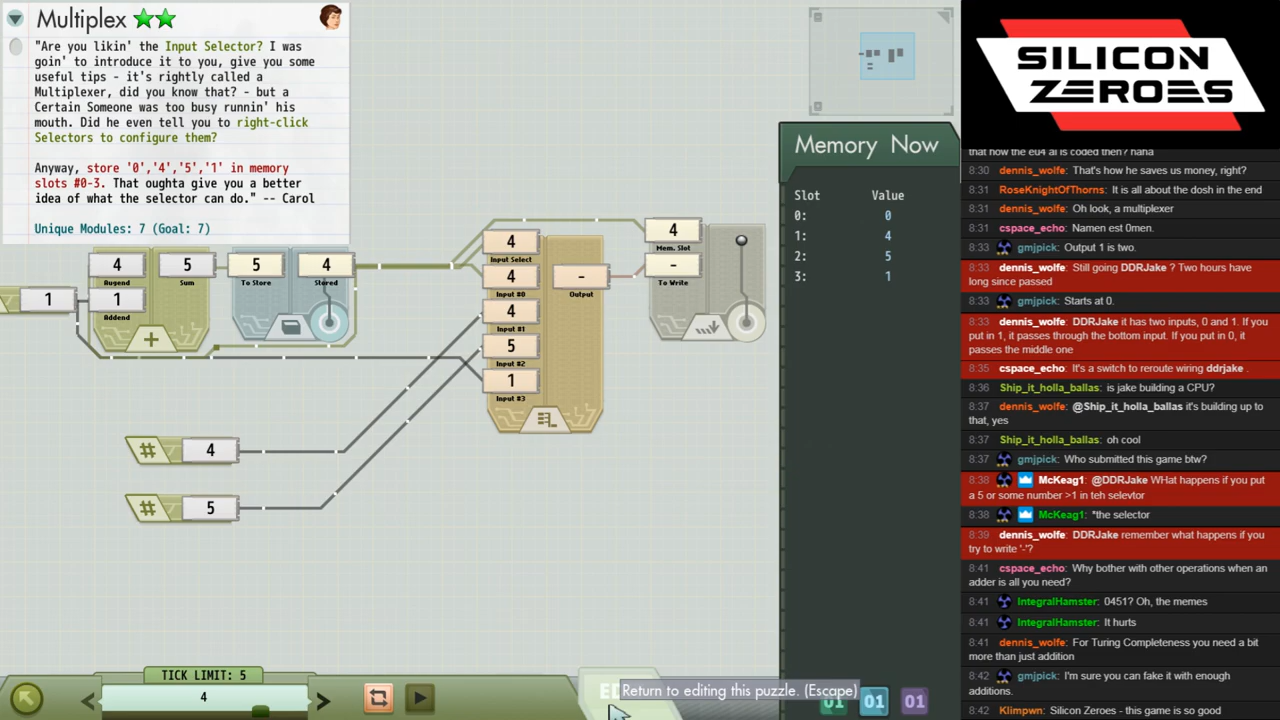 Multiplex
"Are you likin' the Input Selector? I was
goin' to introduce it to you, give you some
useful tips - it's rightly called a
Multiplexer, did you know that? - but a
Certain Someone was too busy runnin' his
mouth. Did he even tell you to right-click
Selectors to configure them?"
Anyway, store '0','4','5','1' in memory
slots #0-3. That oughta give you a better
idea of what the selector can do." -- Carol
Unique Modules: 7 (Goal: 7)
1
4
Augend
5
Sum
1
Addend
+
5
To Store
4
Stored
4
Input Select
4
Input #0
4
Input #1
5
Input #2
1
Input #3
-
Output
4
Mem. Slot
-
To Write
# 4
# 5
Memory Now
Slot Value
0: 0
1: 4
2: 5
3: 1
TICK LIMIT: 5
4
Return to editing this puzzle. (Escape)
01 01 01
SILICON
ZEROES
that how the eu4 ai is coded then? haha
8:30 dennis_wolfe: That's how he saves us money, right?
8:31 RoseKnightOfThorns: It is all about the dosh in the
end
8:31 dennis_wolfe: Oh look, a multiplexer
8:31 cspace_echo: Namen est 0men.
8:33 gmjpick: Output 1 is two.
8:33 dennis_wolfe: Still going DDRJake ? Two hours have
long since passed
8:33 gmjpick: Starts at 0.
8:33 dennis_wolfe: DDRJake it has two inputs, 0 and 1. If you
put in 1, it passes through the bottom input. If you put in 0, it
passes the middle one
8:35 cspace_echo: It's a switch to reroute wiring ddrjake .
8:36 Ship_it_holla_ballas: is jake building a CPU?
8:37 dennis_wolfe: @Ship_it_holla_ballas it's building up to
that, yes
8:37 Ship_it_holla_ballas: oh cool
8:37 gmjpick: Who submitted this game btw?
8:38 McKeag1: @DDRJake WHat happens if you put
a 5 or some number >1 in teh selevtor
8:38 McKeag1: *the selector
8:39 dennis_wolfe: DDRJake remember what happens if you
try to write '-'?
8:41 cspace_echo: Why bother with other operations when an
adder is all you need?
8:41 IntegralHamster: 0451? Oh, the memes
8:41 IntegralHamster: It hurts
8:41 dennis_wolfe: For Turing Completeness you need a bit
more than just addition
8:42 gmjpick: I'm sure you can fake it with enough
additions.
8:42 Klimpwn: Silicon Zeroes - this game is so good